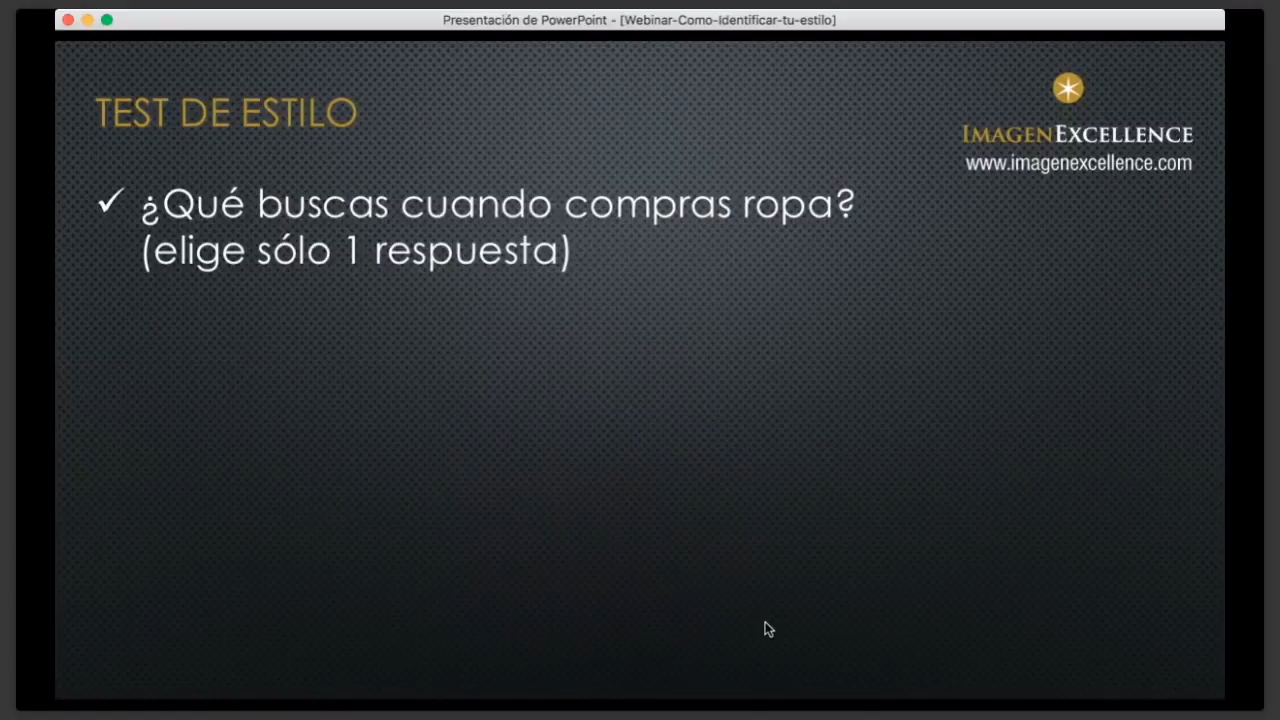 Presentación de PowerPoint - [Webinar-Como-Identificar-tu-estilo]
TEST DE ESTILO
IMAGENEXCELLENCE
www.imagenexcellence.com
✓ ¿Qué buscas cuando compras ropa?
(elige sólo 1 respuesta)